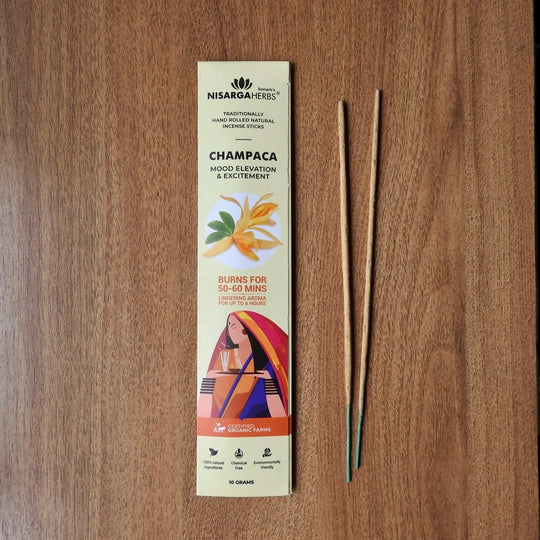 Sonark's
NISARGAHERBS®
TRADITIONALLY
HAND ROLLED NATURAL
INCENSE STICKS
CHAMPACA
MOOD ELEVATION
& EXCITEMENT
BURNS FOR
50-60 MINS
LINGERING AROMA
FOR UP TO 6 HOURS
CERTIFIED
ORGANIC FARMS
100% natural
ingredients
Chemical
Free
Environmentally
friendly
10 GRAMS